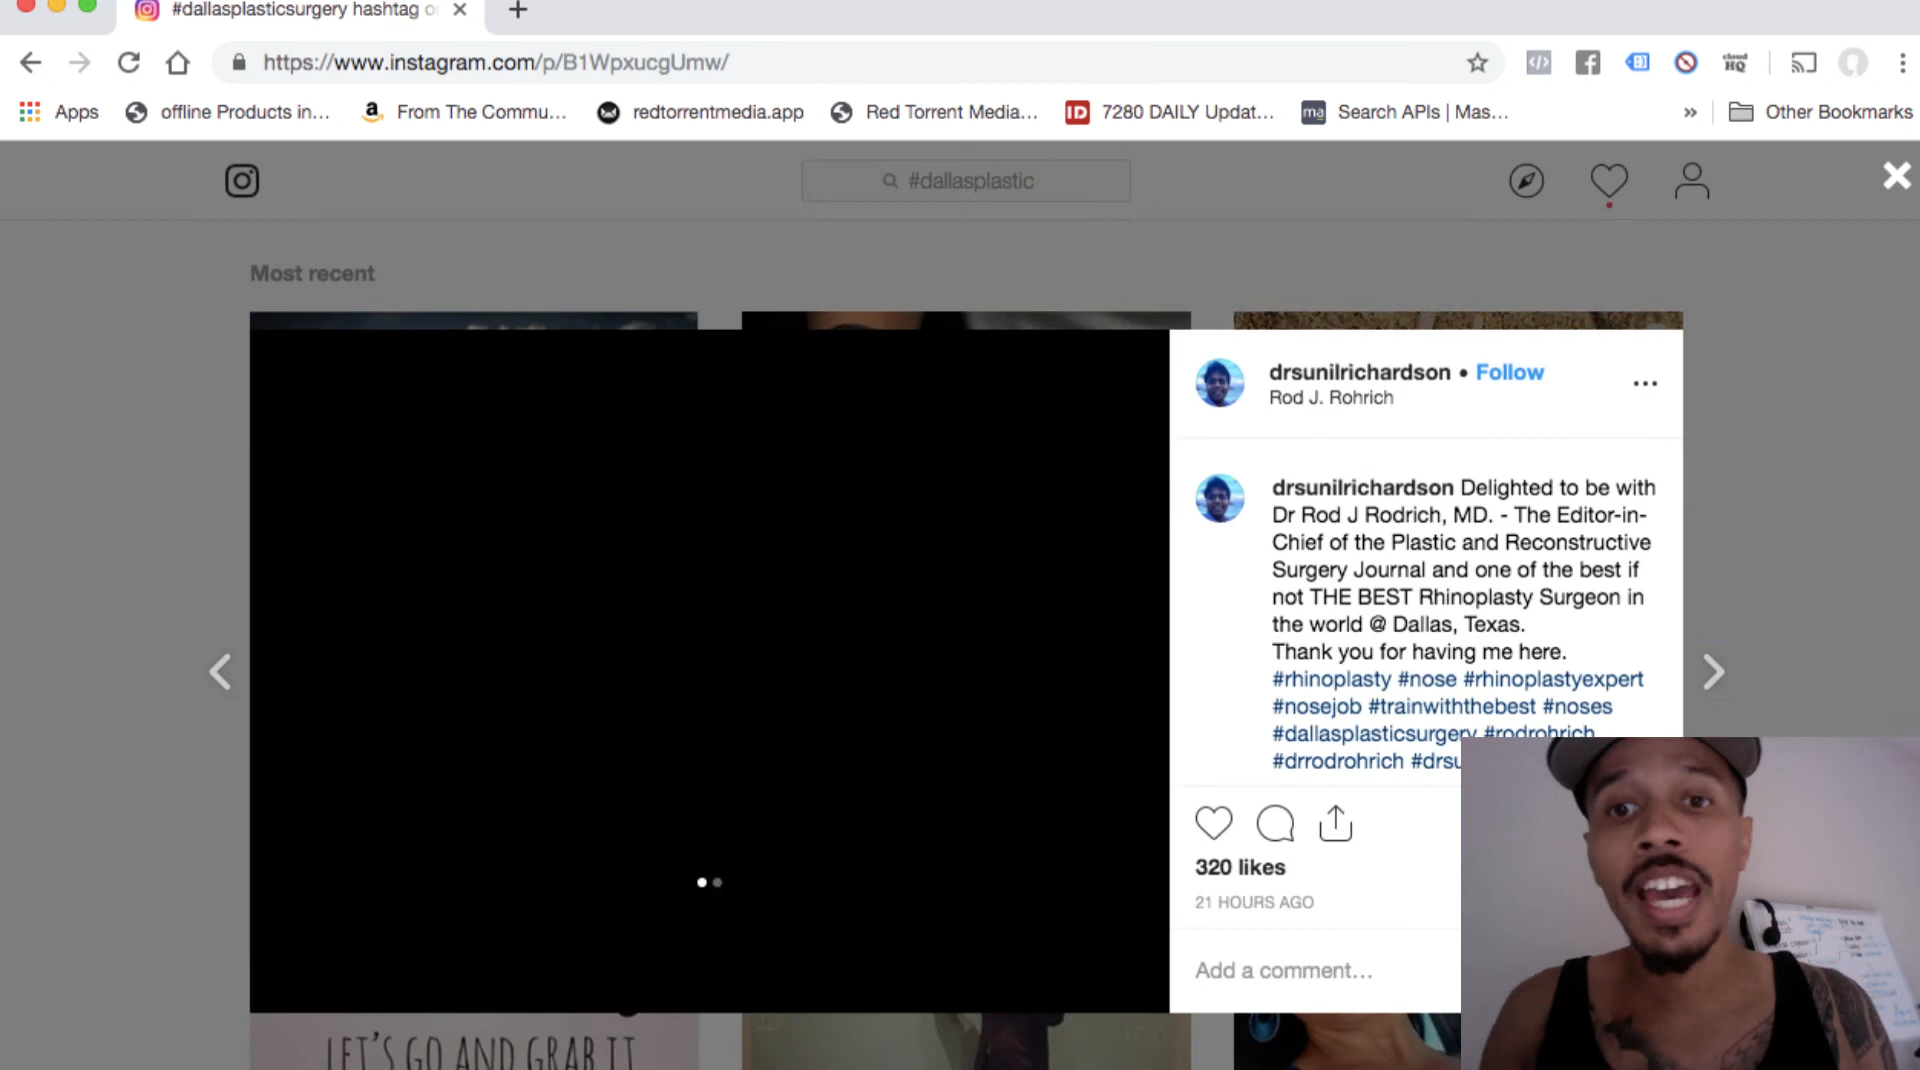 #dallasplasticsurgery hashtag o
https://www.instagram.com/p/B1WpxucgUmw/
cloud HQ
Apps
offline Products in...
From The Commu...
redtorrentmedia.app
Red Torrent Media...
ID 7280 DAILY Updat...
ma Search APIs | Mas...
»
Other Bookmarks
#dallasplastic
Most recent
drsunilrichardson • Follow
Rod J. Rohrich
drsunilrichardson Delighted to be with
Dr Rod J Rodrich, MD. - The Editor-in-
Chief of the Plastic and Reconstructive
Surgery Journal and one of the best if
not THE BEST Rhinoplasty Surgeon in
the world @ Dallas, Texas.
Thank you for having me here.
#rhinoplasty #nose #rhinoplastyexpert
#nosejob #trainwiththebest #noses
#dallasplasticsurgery #rodrohrich
#drrodrohrich #drsu
320 likes
21 HOURS AGO
Add a comment...
LET'S GO AND GRAB IT